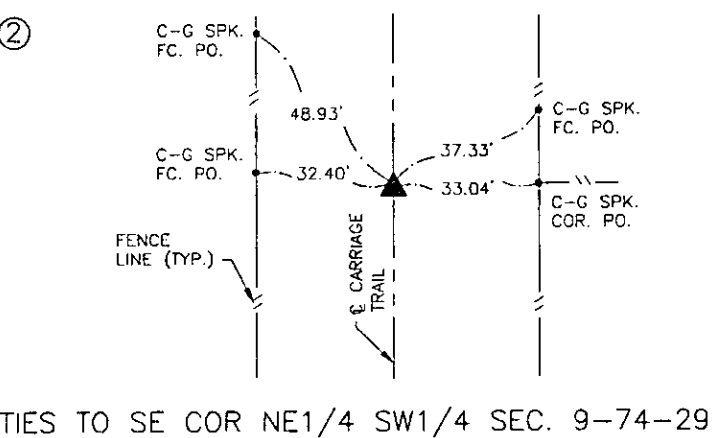 ②
C-G SPK.
FC. PO.
48.93'
C-G SPK.
FC. PO.
37.33'
C-G SPK.
FC. PO.
32.40'
33.04'
C-G SPK.
COR. PO.
FENCE
LINE (TYP.)
℄ CARRIAGE
TRAIL
TIES TO SE COR NE1/4 SW1/4 SEC. 9-74-29